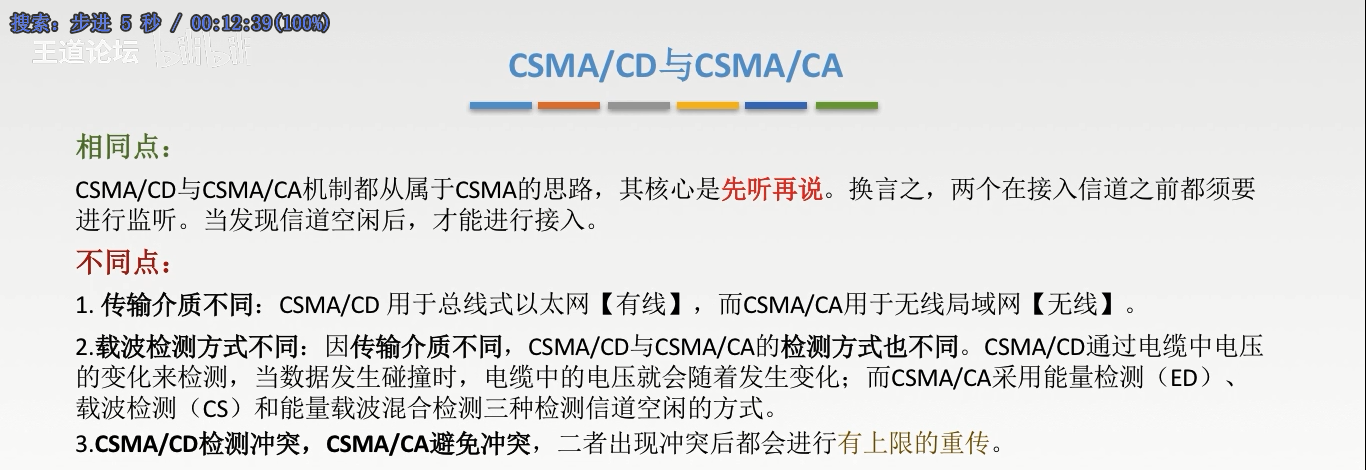 搜索: 步进 5 秒 / 00:12:39(100%)
王道论坛 bilibili
CSMA/CD与CSMA/CA
相同点：
CSMA/CD与CSMA/CA机制都从属于CSMA的思路，其核心是先听再说。换言之，两个在接入信道之前都须要
进行监听。当发现信道空闲后，才能进行接入。
不同点：
1. 传输介质不同：CSMA/CD 用于总线式以太网【有线】，而CSMA/CA用于无线局域网【无线】。
2.载波检测方式不同：因传输介质不同，CSMA/CD与CSMA/CA的检测方式也不同。CSMA/CD通过电缆中电压
的变化来检测，当数据发生碰撞时，电缆中的电压就会随着发生变化；而CSMA/CA采用能量检测（ED）、
载波检测（CS）和能量载波混合检测三种检测信道空闲的方式。
3.CSMA/CD检测冲突，CSMA/CA避免冲突，二者出现冲突后都会进行有上限的重传。